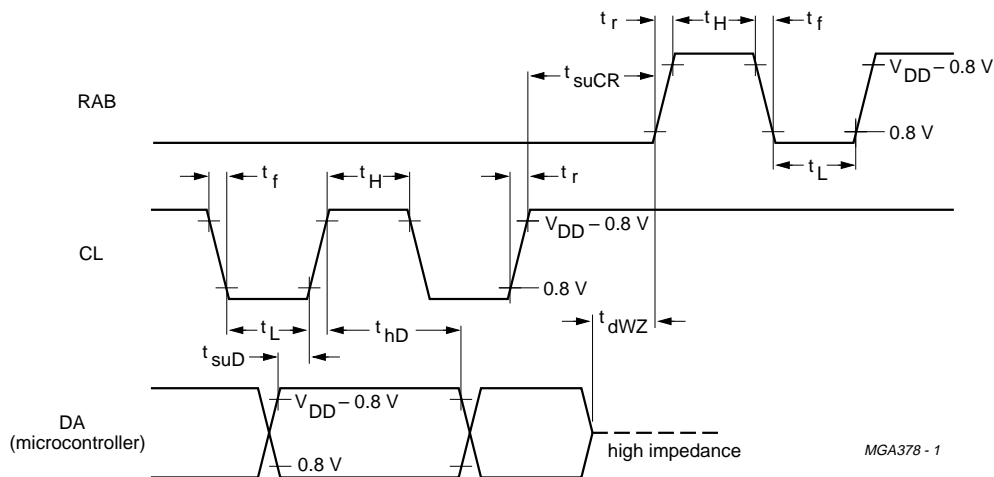 t r
t H
t f
t suCR
V DD – 0.8 V
RAB
0.8 V
t L
t f
t H
t r
V DD – 0.8 V
CL
0.8 V
t L
t hD
t dWZ
t suD
V DD – 0.8 V
DA
(microcontroller)
high impedance
MGA378 - 1
0.8 V